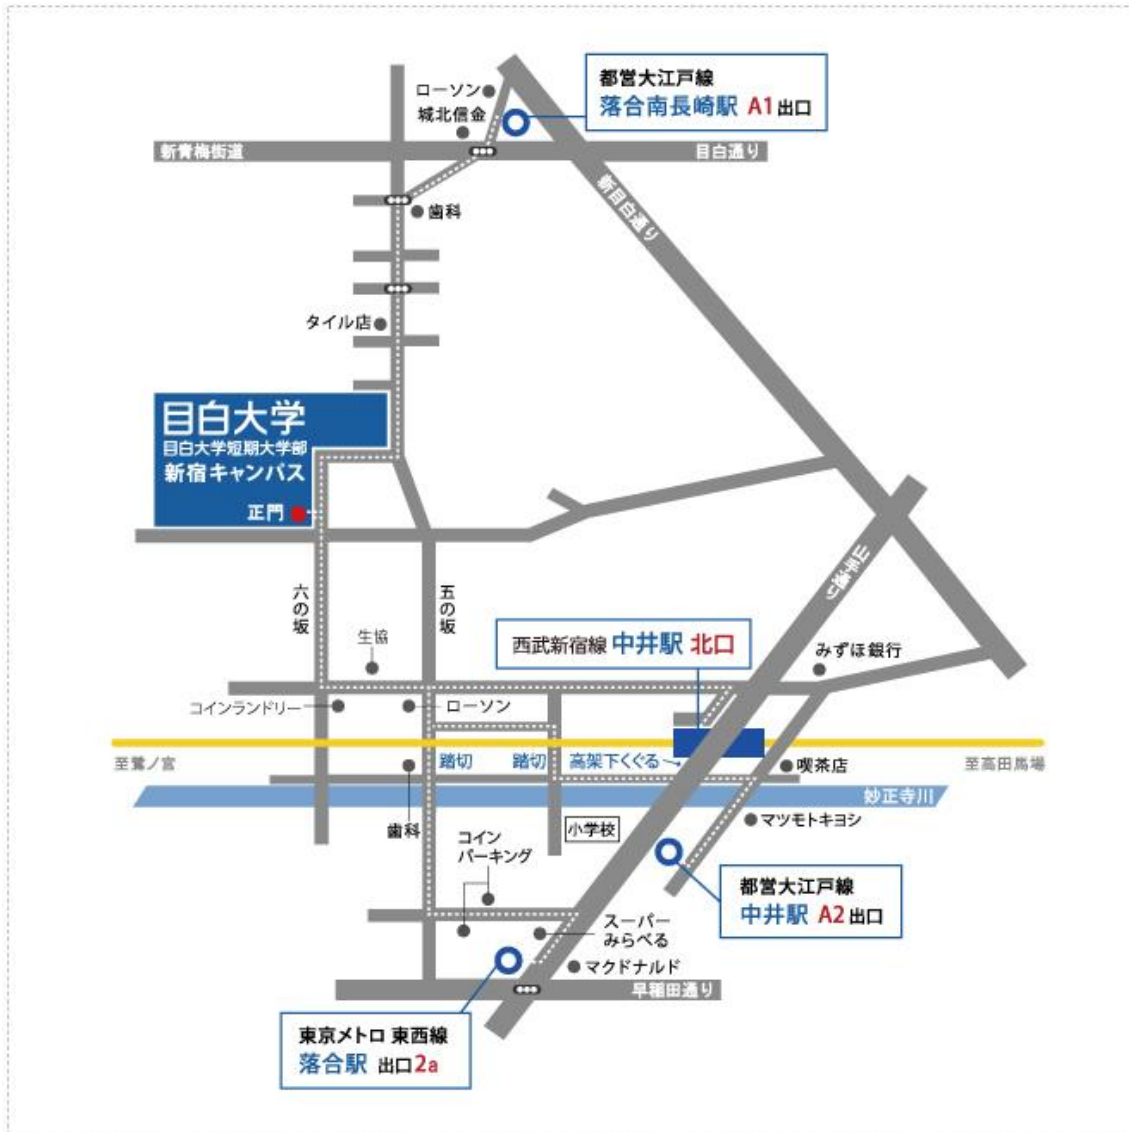 都営大江戸線
落合南長崎駅 A1出口
ローソン
城北信金
新青梅街道
目白通り
新目白通り
歯科
タイル店
目白大学
目白大学短期大学部
新宿キャンパス
正門
山手通り
六の坂
五の坂
生協
西武新宿線 中井駅 北口
みずほ銀行
コインランドリー
ローソン
至鷺ノ宮
踏切
踏切
高架下くぐる→
喫茶店
至高田馬場
妙正寺川
歯科
小学校
マツモトキヨシ
コイン
パーキング
都営大江戸線
中井駅 A2出口
スーパー
みらべる
マクドナルド
早稲田通り
東京メトロ 東西線
落合駅 出口2a